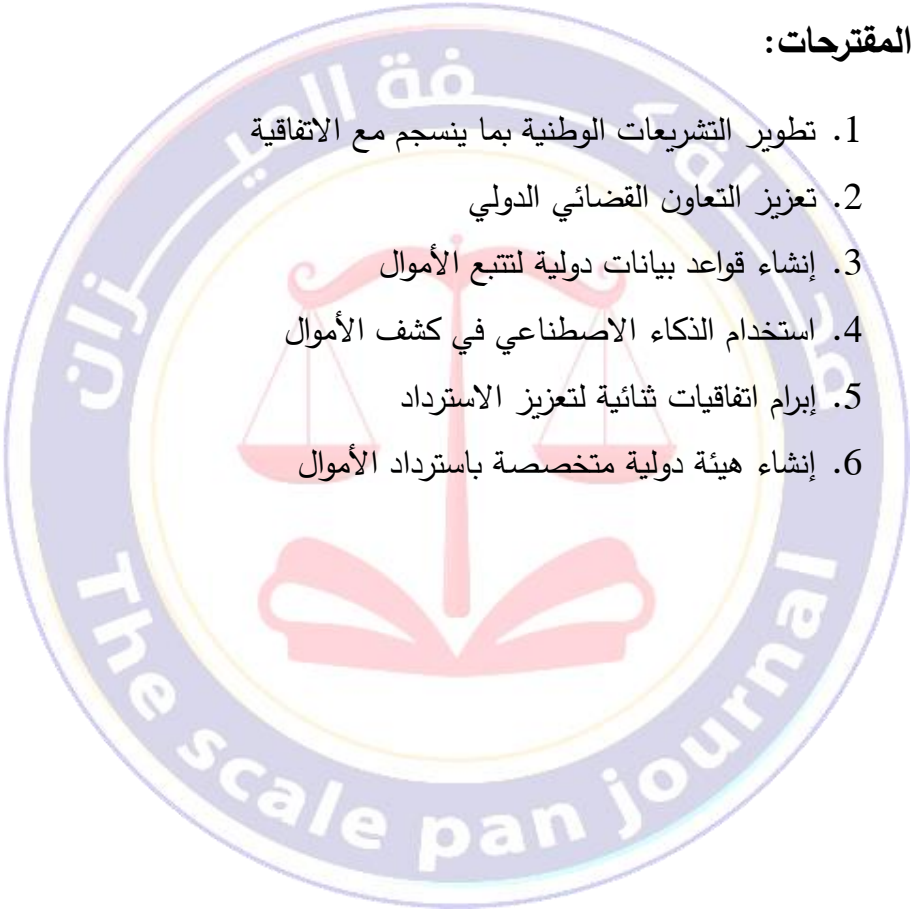 المقترحات:
1. تطوير التشريعات الوطنية بما ينسجم مع الاتفاقية
2. تعزيز التعاون القضائي الدولي
3. إنشاء قواعد بيانات دولية لتتبع الأموال
4. استخدام الذكاء الاصطناعي في كشف الأموال
5. إبرام اتفاقيات ثنائية لتعزيز الاسترداد
6. إنشاء هيئة دولية متخصصة باسترداد الأموال
The scale pan journal